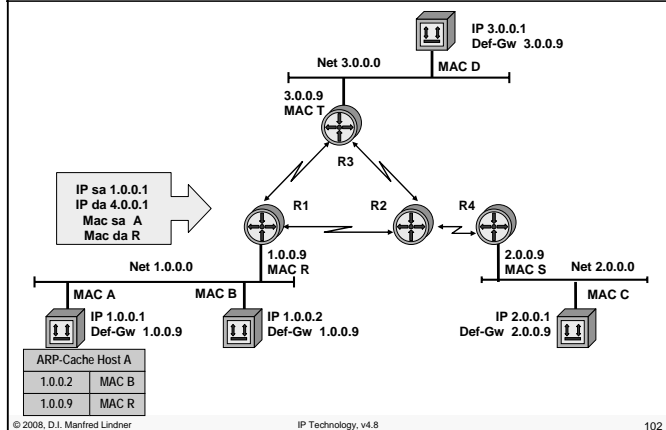 IP 3.0.0.1
Def-Gw 3.0.0.9
Net 3.0.0.0
MAC D
3.0.0.9
MAC T
R3
IP sa 1.0.0.1
IP da 4.0.0.1
Mac sa A
Mac da R
R1
R2
R4
1.0.0.9
MAC R
2.0.0.9
MAC S
Net 1.0.0.0
Net 2.0.0.0
MAC A
MAC B
MAC C
IP 1.0.0.1
Def-Gw 1.0.0.9
IP 1.0.0.2
Def-Gw 1.0.0.9
IP 2.0.0.1
Def-Gw 2.0.0.9
ARP-Cache Host A
1.0.0.2 MAC B
1.0.0.9 MAC R
© 2008, D.I. Manfred Lindner
IP Technology, v4.8
102